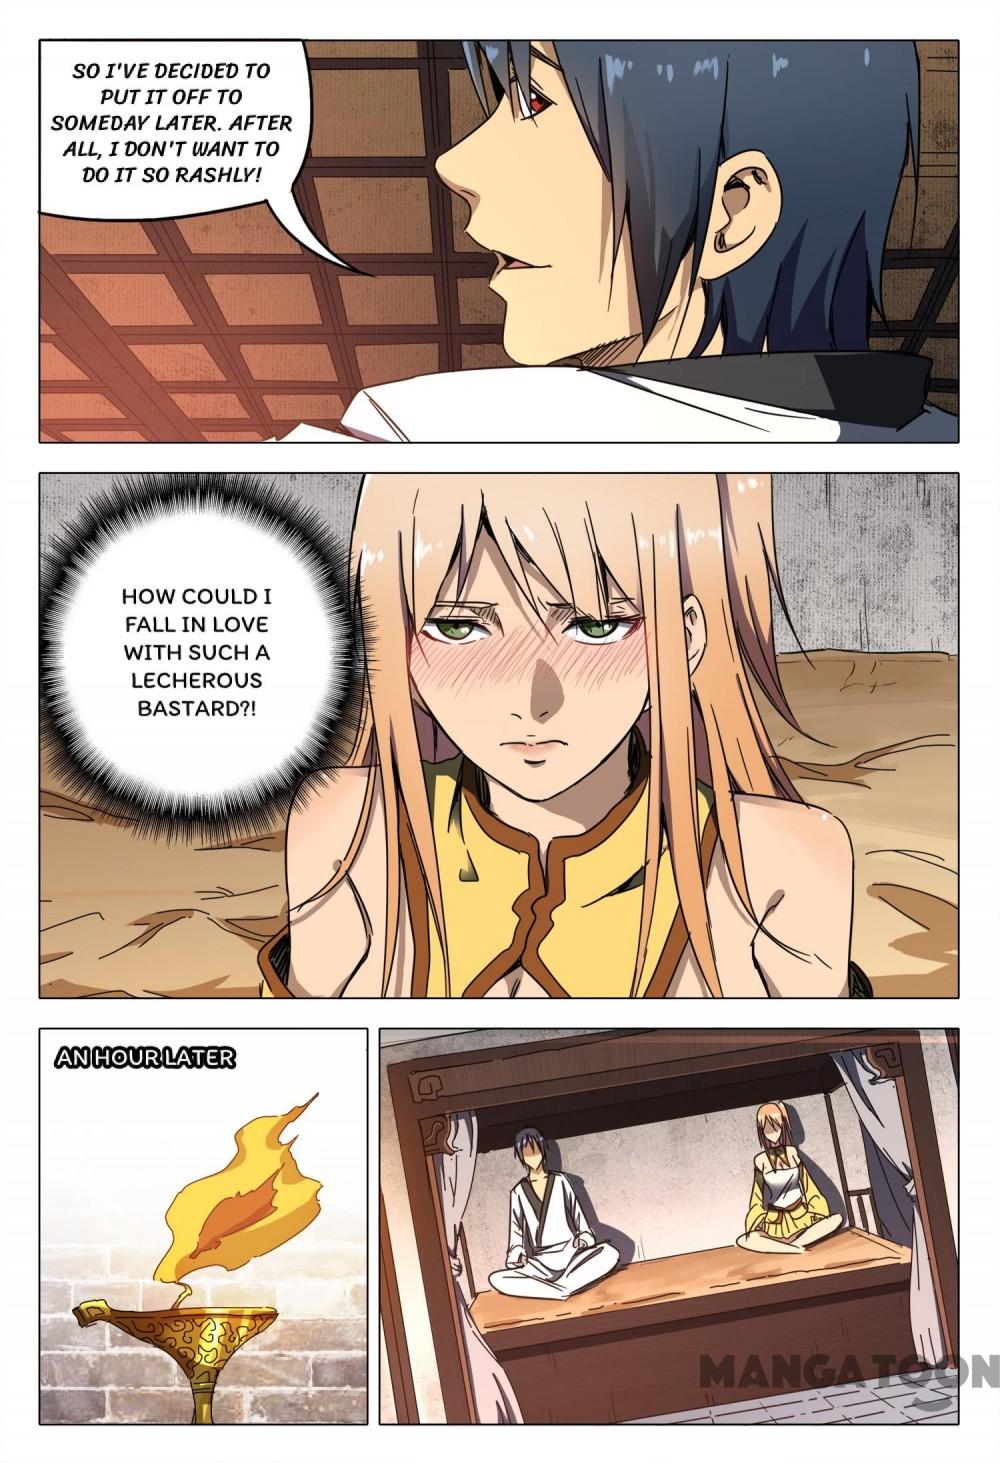 SO I'VE DECIDED TO
PUT IT OFF TO
SOMEDAY LATER. AFTER
ALL, I DON'T WANT TO
DO IT SO RASHLY!
HOW COULD I
FALL IN LOVE
WITH SUCH A
LECHEROUS
BASTARD?!
AN HOUR LATER
MANGATOON